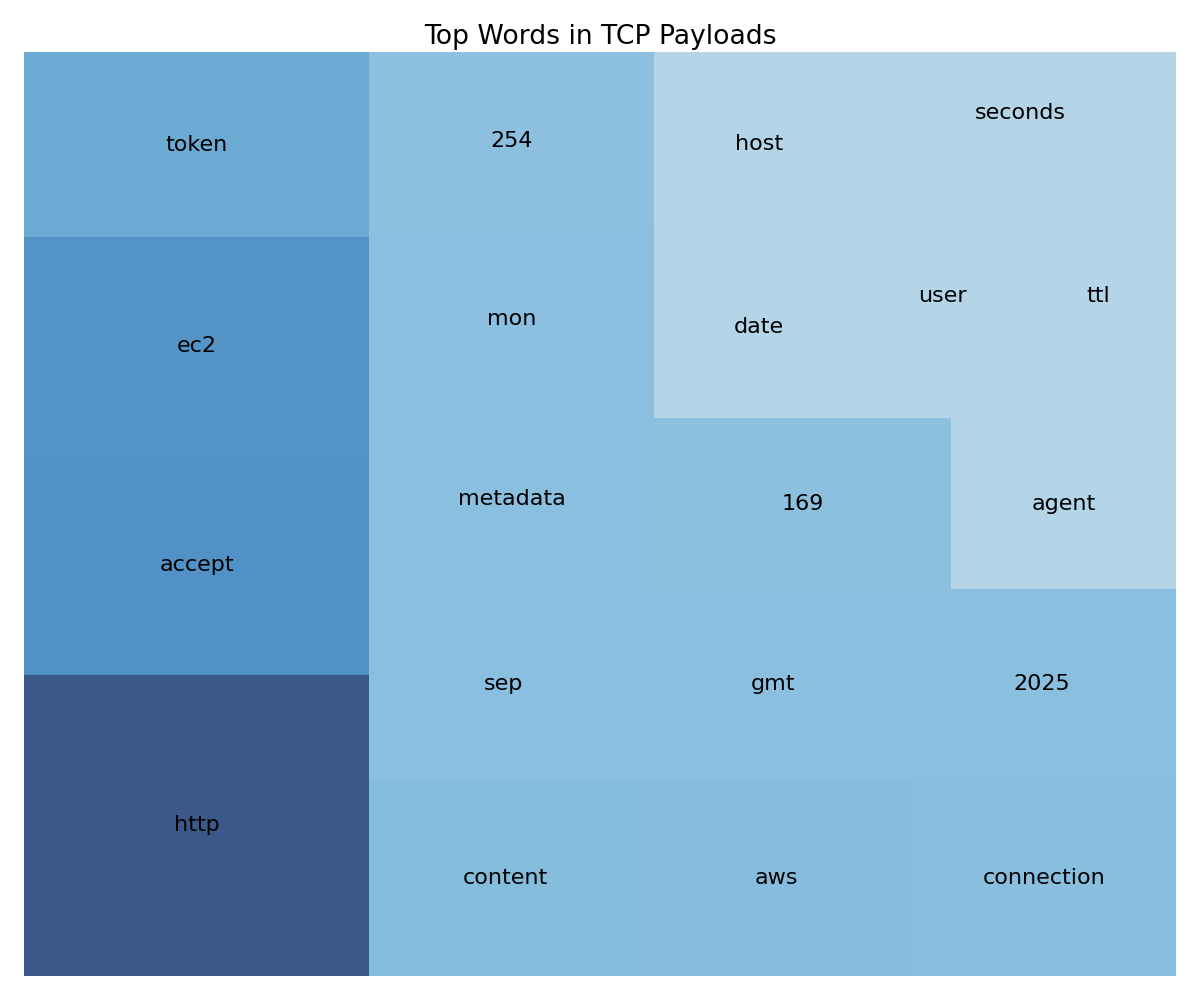 Top Words in TCP Payloads
token
254
host
seconds
ec2
mon
date
user
ttl
accept
metadata
169
agent
sep
gmt
2025
http
content
aws
connection